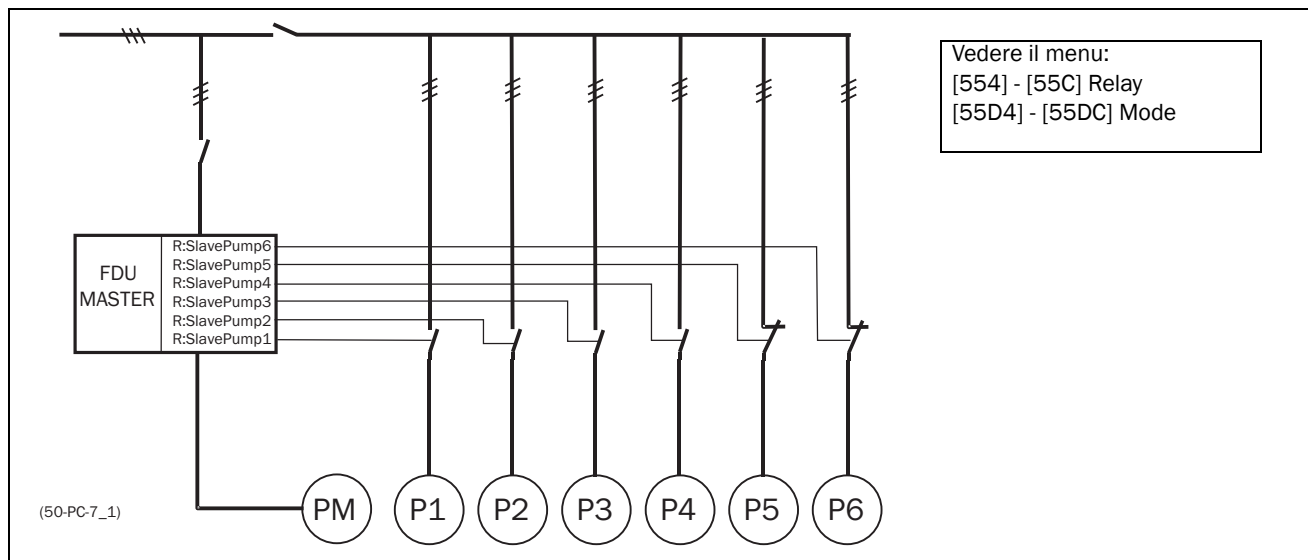 Vedere il menu:
[554] - [55C] Relay
[55D4] - [55DC] Mode
FDU
MASTER
R:SlavePump6
R:SlavePump5
R:SlavePump4
R:SlavePump3
R:SlavePump2
R:SlavePump1
(50-PC-7_1)
PM
P1
P2
P3
P4
P5
P6